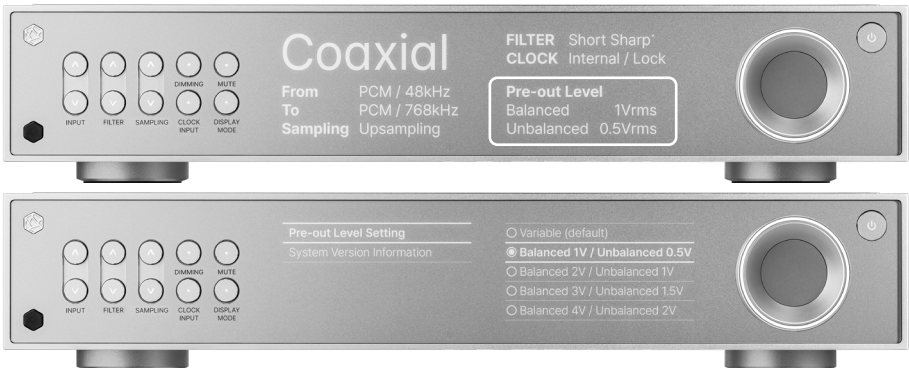 DIMMING
MUTE
INPUT
FILTER
SAMPLING
CLOCK
INPUT
DISPLAY
MODE
Coaxial
From PCM / 48kHz
To PCM / 768kHz
Sampling Upsampling
FILTER Short Sharp*
CLOCK Internal / Lock
Pre-out Level
Balanced 1Vrms
Unbalanced 0.5Vrms
DIMMING
MUTE
INPUT
FILTER
SAMPLING
CLOCK
INPUT
DISPLAY
MODE
Pre-out Level Setting
System Version Information
Variable (default)
Balanced 1V / Unbalanced 0.5V
Balanced 2V / Unbalanced 1V
Balanced 3V / Unbalanced 1.5V
Balanced 4V / Unbalanced 2V